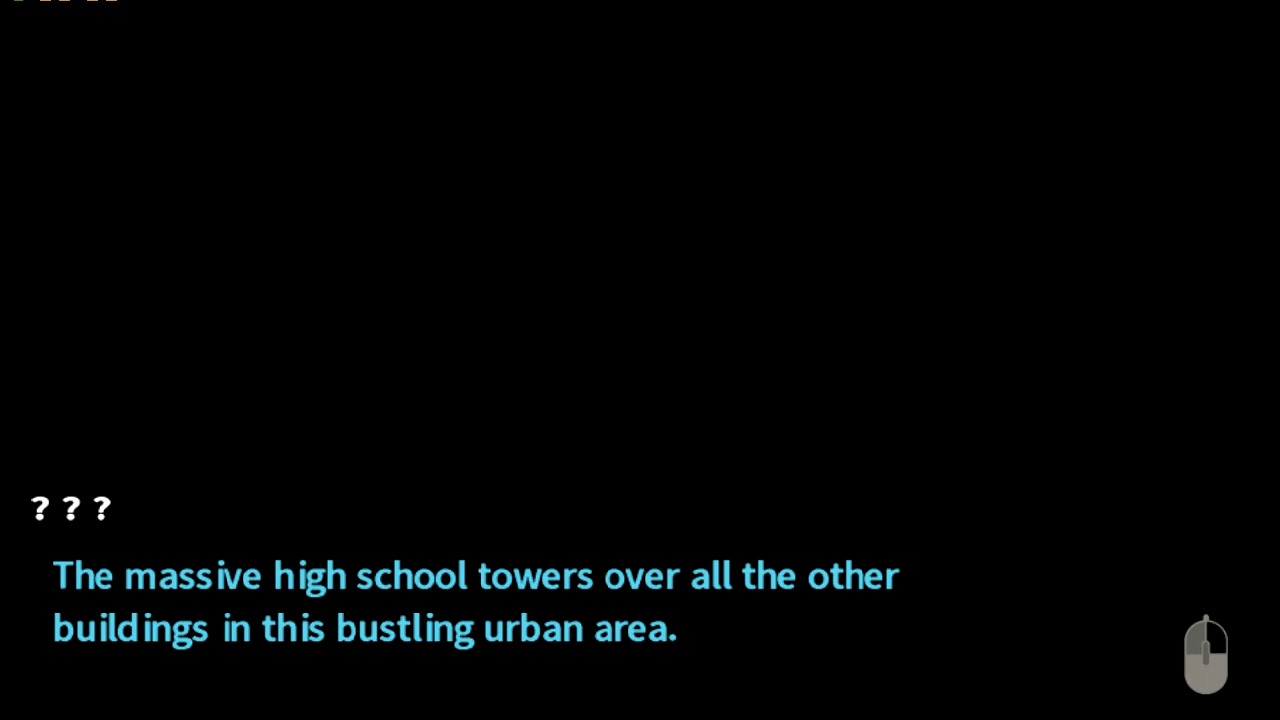 ? ? ?
The massive high school towers over all the other
buildings in this bustling urban area.